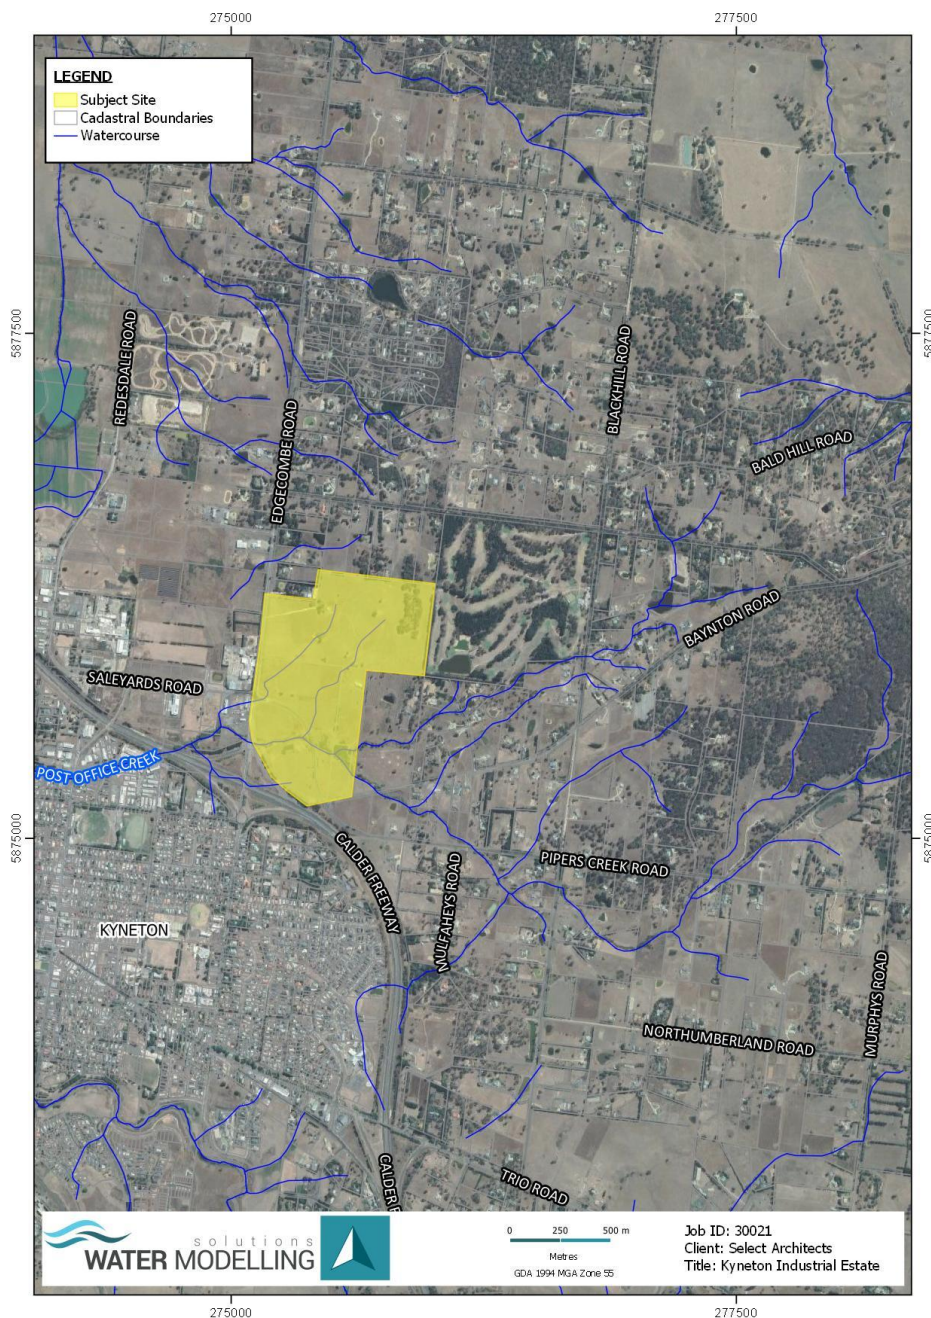 275000
277500
LEGEND
Subject Site
Cadastral Boundaries
Watercourse
5877500
5877500
REDESDALE ROAD
BLACKHILL ROAD
EDGECOMBE ROAD
BALD HILL ROAD
BAYNTON ROAD
SALEYARDS ROAD
POST OFFICE CREEK
5875000
5875000
CALDER FREEWAY
PIPERS CREEK ROAD
MULFAHEYS ROAD
KYNETON
MURPHYS ROAD
NORTHUMBERLAND ROAD
CALDER F
TRIO ROAD
solutions
WATER MODELLING
0 250 500 m
Metres
GDA 1994 MGA Zone 55
Job ID: 30021
Client: Select Architects
Title: Kyneton Industrial Estate
275000
277500